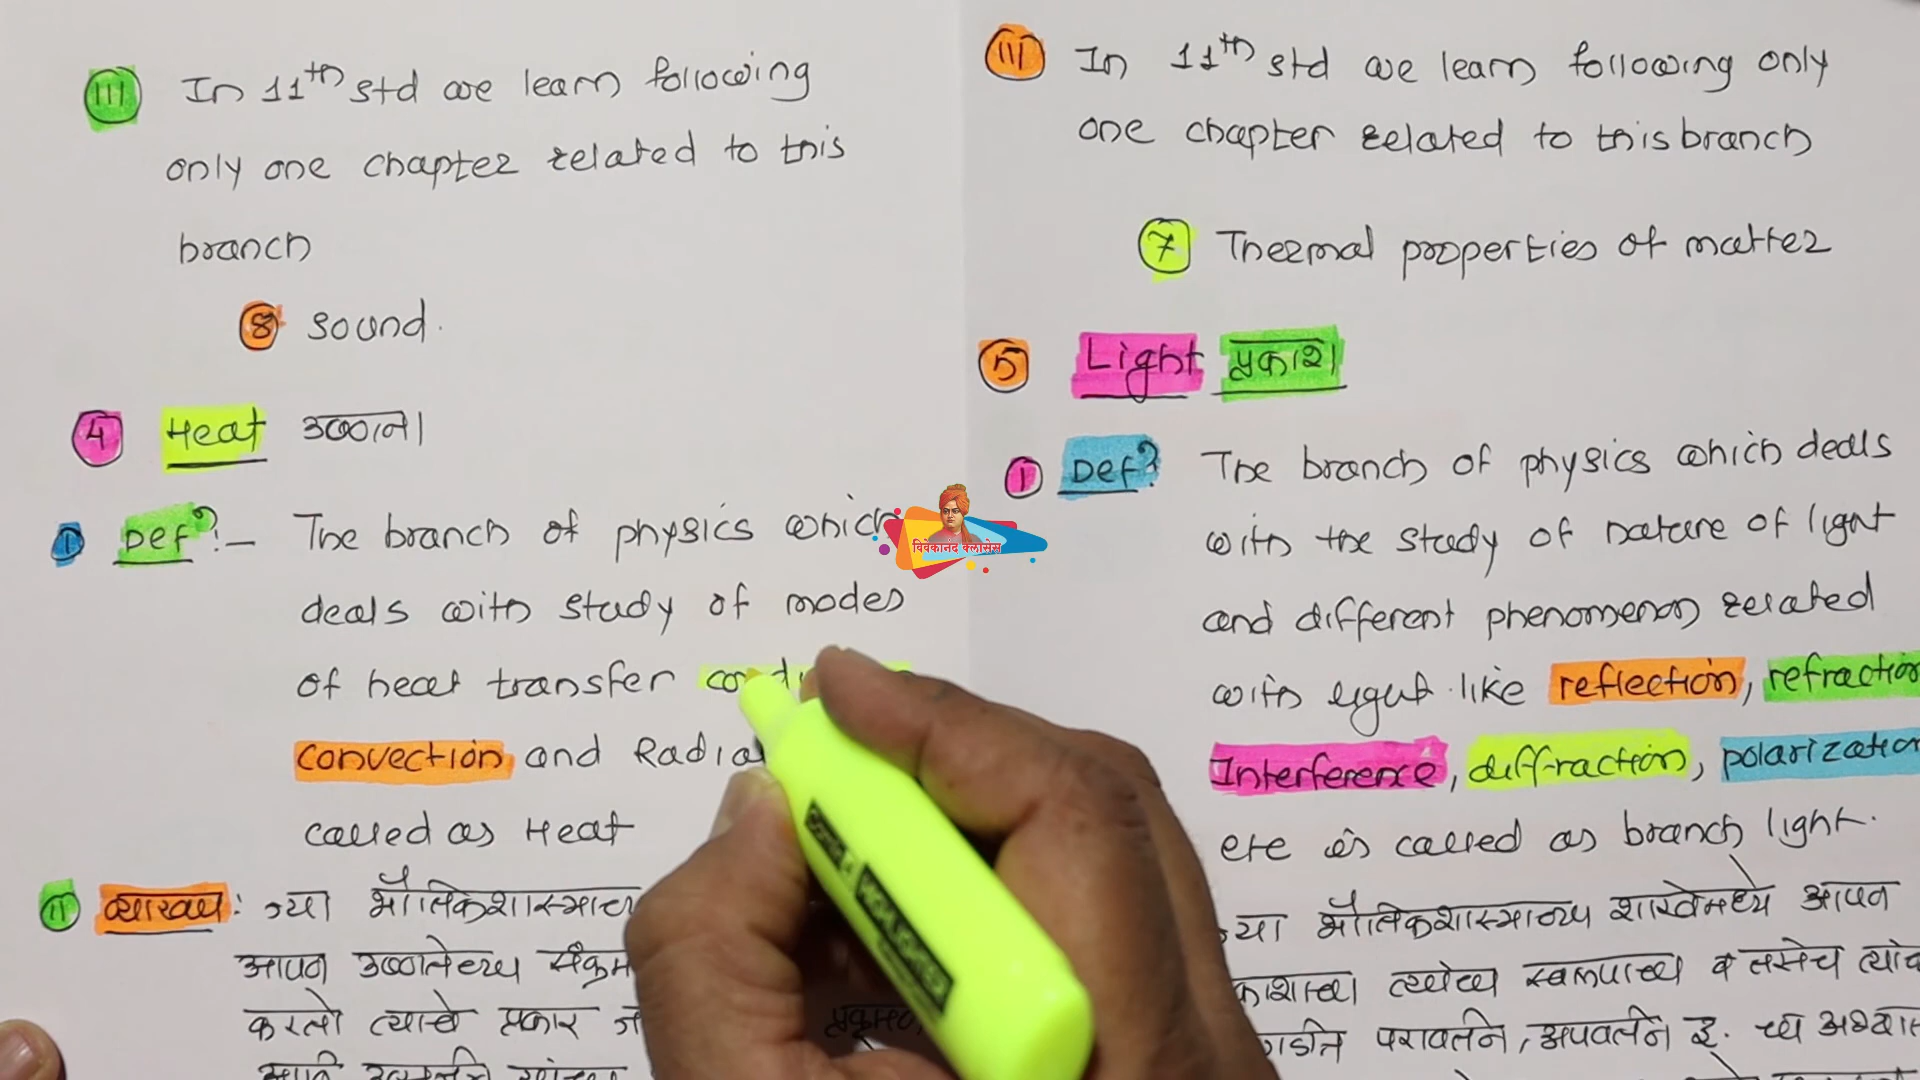 III In 11th std we learn following
only one chapter related to this
branch
8 sound.
4 Heat उष्णता
I Def?:- The branch of physics which
deals with study of modes
of heat transfer
convection and Radia
called as Heat
II व्याख्या: ज्या भौतिकशास्त्राच्य
आपन उष्णतेच्या संक्रम
करतो त्याचे प्रकार
III In 11th std we learn following only
one chapter related to this branch
7 Thermal properties of matter
5 Light प्रकाश
I Def? The branch of physics which deals
with the study of nature of light
and different phenomenon related
with light like reflection, refraction
Interference, diffraction, polarization
etc is called as branch light.
ज्या भौतिकशास्त्राच्या शाखेमध्ये आपन
व तसेच
परावर्तन, अपवर्तन इ. च्या
विवेकानंद क्लासेस
HIGHLIGHTER